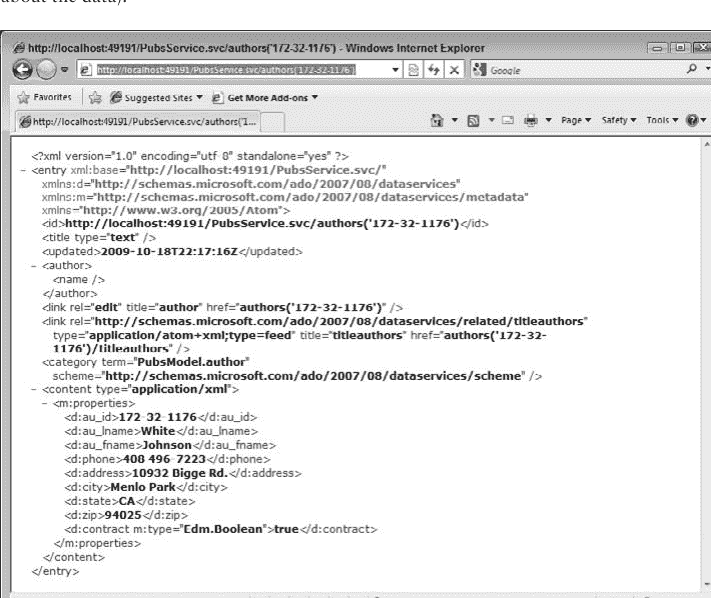 about the data).
http://localhost:49191/PubsService.svc/authors('172-32-1176') - Windows Internet Explorer
http://localhost:49191/PubsService.svc/authors('172-32-1176') Google
Favorites Suggested Sites Get More Add-ons
http://localhost:49191/PubsService.svc/authors('1... Page Safety Tools
<?xml version="1.0" encoding="utf-8" standalone="yes" ?>
- <entry xml:base="http://localhost:49191/PubsService.svc/"
xmlns:d="http://schemas.microsoft.com/ado/2007/08/dataservices"
xmlns:m="http://schemas.microsoft.com/ado/2007/08/dataservices/metadata"
xmlns="http://www.w3.org/2005/Atom">
<id>http://localhost:49191/PubsService.svc/authors('172-32-1176')</id>
<title type="text" />
<updated>2009-10-18T22:17:16Z</updated>
- <author>
<name />
</author>
<link rel="edit" title="author" href="authors('172-32-1176')" />
<link rel="http://schemas.microsoft.com/ado/2007/08/dataservices/related/titleauthors"
type="application/atom+xml;type=feed" title="titleauthors" href="authors('172-32-
1176')/titleauthors" />
<category term="PubsModel.author"
scheme="http://schemas.microsoft.com/ado/2007/08/dataservices/scheme" />
- <content type="application/xml">
- <m:properties>
<d:au_id>172-32-1176</d:au_id>
<d:au_lname>White</d:au_lname>
<d:au_fname>Johnson</d:au_fname>
<d:phone>408 496-7223</d:phone>
<d:address>10932 Bigge Rd.</d:address>
<d:city>Menlo Park</d:city>
<d:state>CA</d:state>
<d:zip>94025</d:zip>
<d:contract m:type="Edm.Boolean">true</d:contract>
</m:properties>
</content>
</entry>